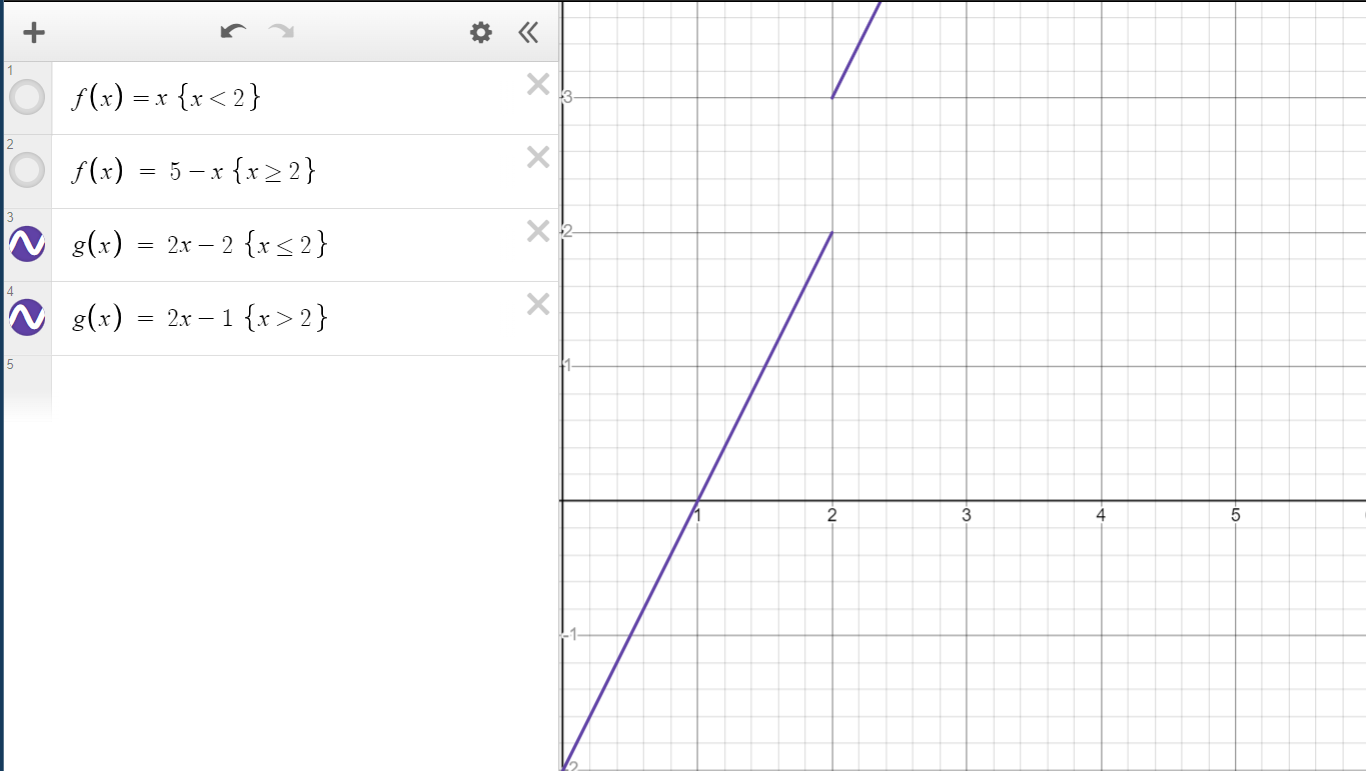 1
f(x) = x {x < 2}
2
f(x) = 5 − x {x ≥ 2}
3
g(x) = 2x − 2 {x ≤ 2}
4
g(x) = 2x − 1 {x > 2}
5
3
2
1
1 2 3 4 5
-1
-2